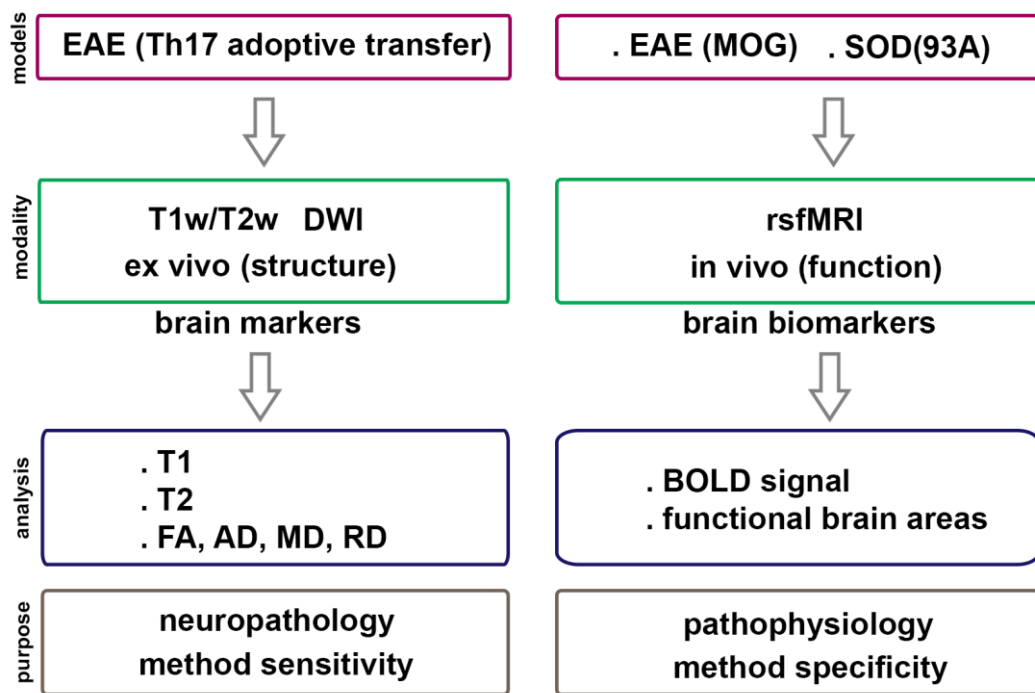 models
EAE (Th17 adoptive transfer)
. EAE (MOG) . SOD(93A)
modality
T1w/T2w DWI
ex vivo (structure)
rsfMRI
in vivo (function)
brain markers
brain biomarkers
analysis
. T1
. T2
. FA, AD, MD, RD
. BOLD signal
. functional brain areas
purpose
neuropathology
method sensitivity
pathophysiology
method specificity